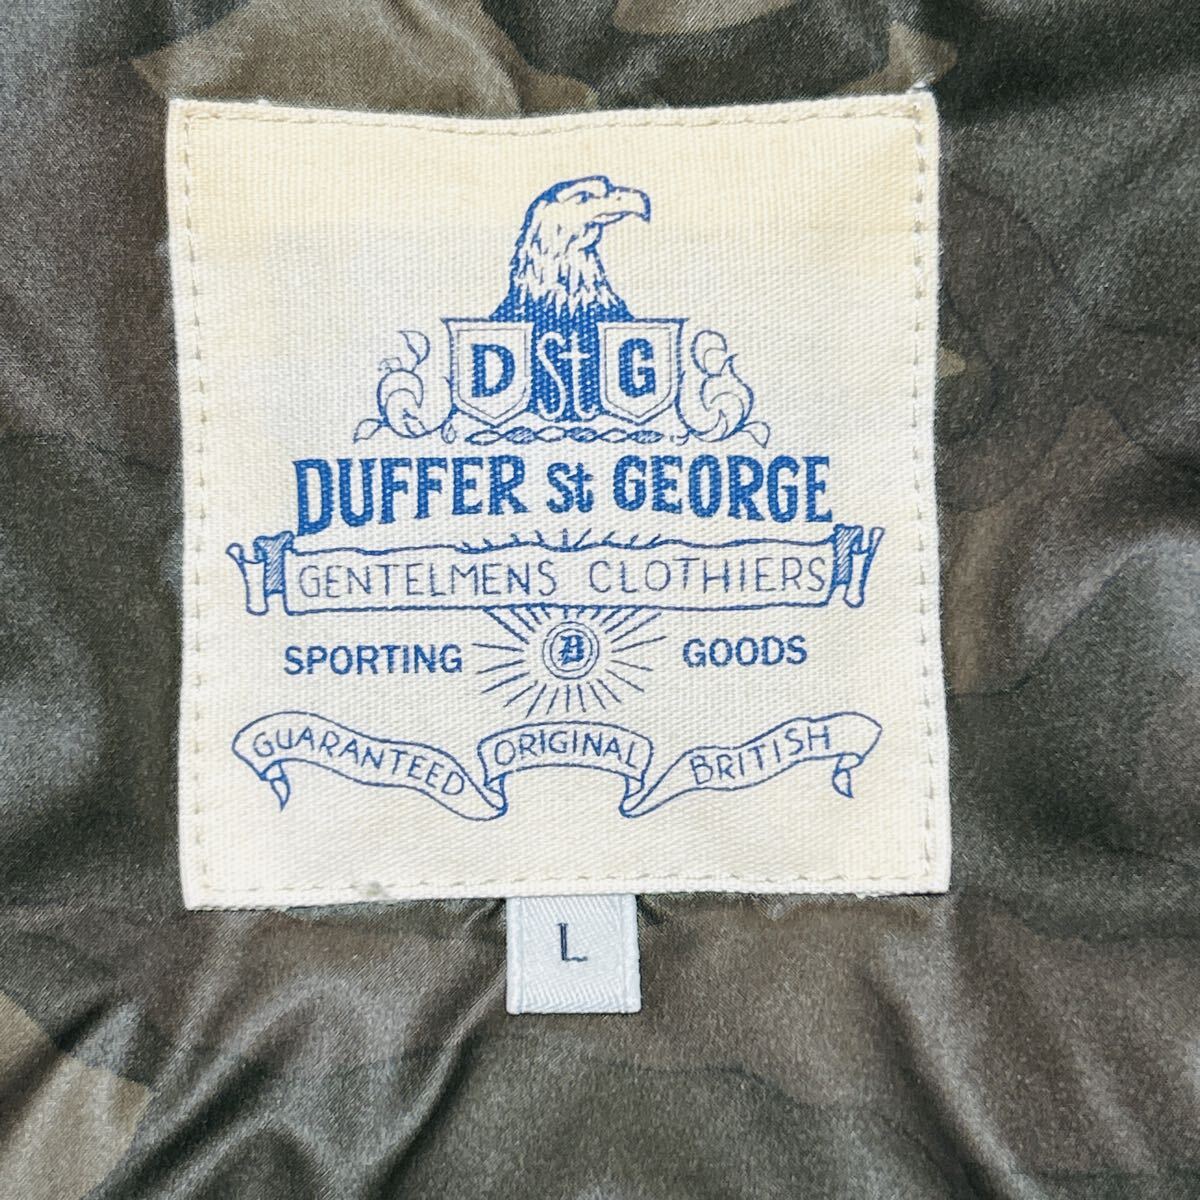 D St G
DUFFER St GEORGE
GENTELMENS CLOTHIERS
SPORTING B GOODS
GUARANTEED ORIGINAL BRITISH
L